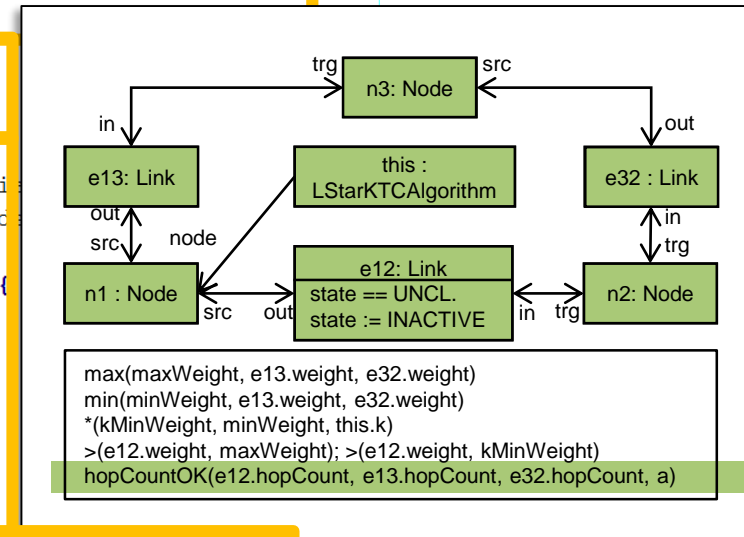 trg
src
n3: Node
in
out
e13: Link
this :
LStarKTCAlgorithm
e32 : Link
out
src
node
in
trg
n1 : Node
e12: Link
state == UNCL.
state := INACTIVE
n2: Node
src
out
in
trg
{
max(maxWeight, e13.weight, e32.weight)
min(minWeight, e13.weight, e32.weight)
*(kMinWeight, minWeight, this.k)
>(e12.weight, maxWeight); >(e12.weight, kMinWeight)
hopCountOK(e12.hopCount, e13.hopCount, e32.hopCount, a)